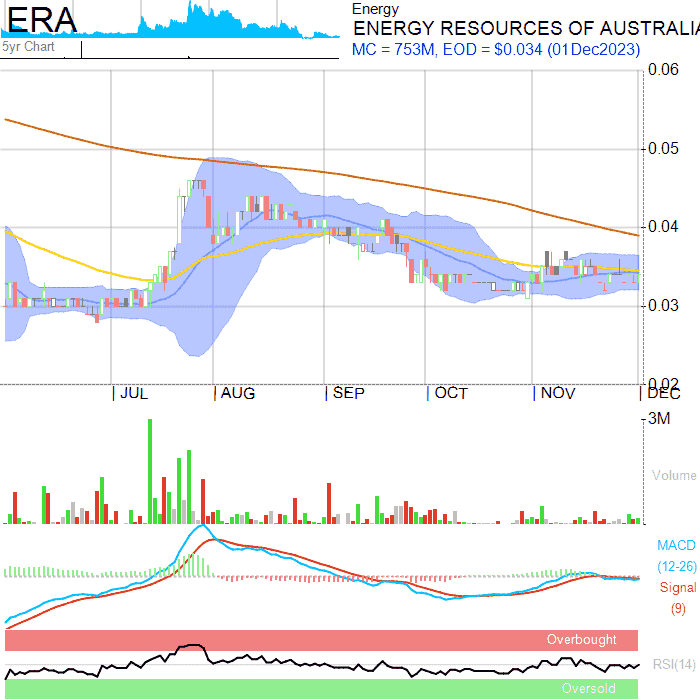 ERA
5yr Chart
Energy
ENERGY RESOURCES OF AUSTRALIA
MC = 753M, EOD = $0.034 (01Dec2023)
0.06
0.05
0.04
0.03
0.02
JUL AUG SEP OCT NOV DEC
3M
Volume
MACD
(12-26)
Signal
(9)
Overbought
RSI(14)
Oversold